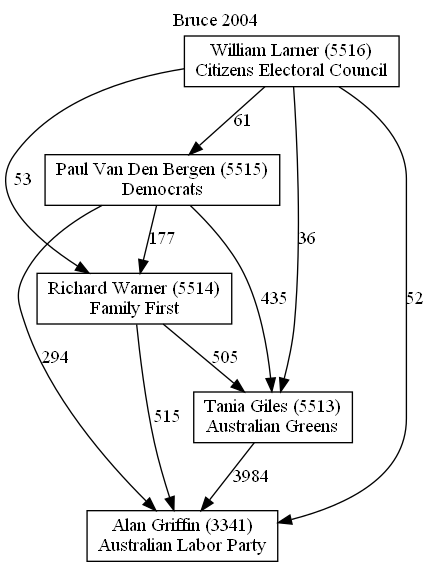 Bruce 2004
William Larner (5516)
Citizens Electoral Council
61
Paul Van Den Bergen (5515)
Democrats
53
177
36
435
52
Richard Warner (5514)
Family First
294
505
515
Tania Giles (5513)
Australian Greens
3984
Alan Griffin (3341)
Australian Labor Party